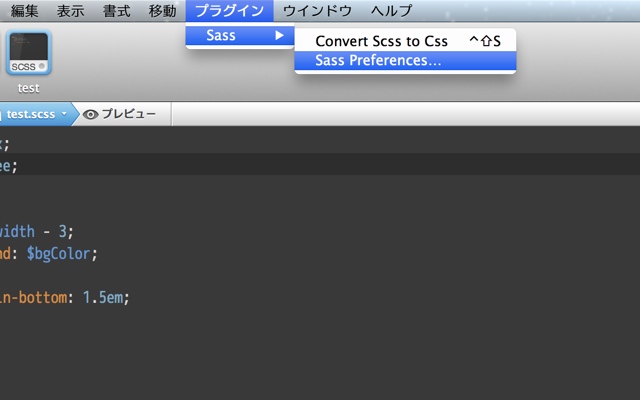 編集 表示 書式 移動 プラグイン ウインドウ ヘルプ
Sass
Convert Scss to Css ^⇧S
Sass Preferences...
SCSS
test
test.scss プレビュー
;
ee;
width - 3;
nd: $bgColor;
in-bottom: 1.5em;